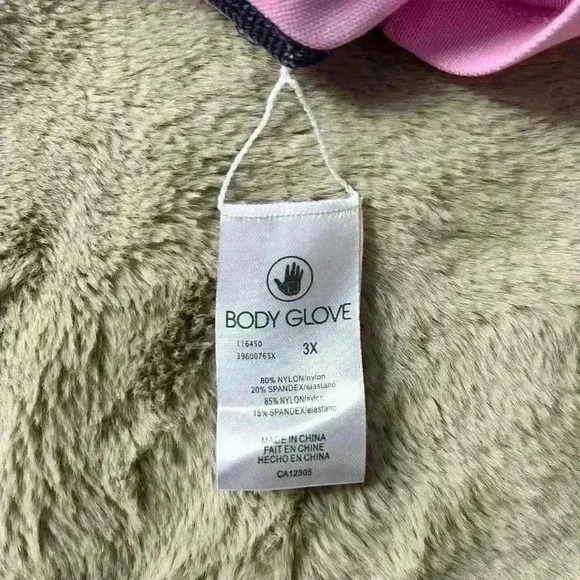 BODY GLOVE
116450 3X
39600765X
80% NYLON/nylon
20% SPANDEX/elastano
85% NYLON/nylon
15% SPANDEX/elastano
MADE IN CHINA
FAIT EN CHINE
HECHO EN CHINA
CA12305